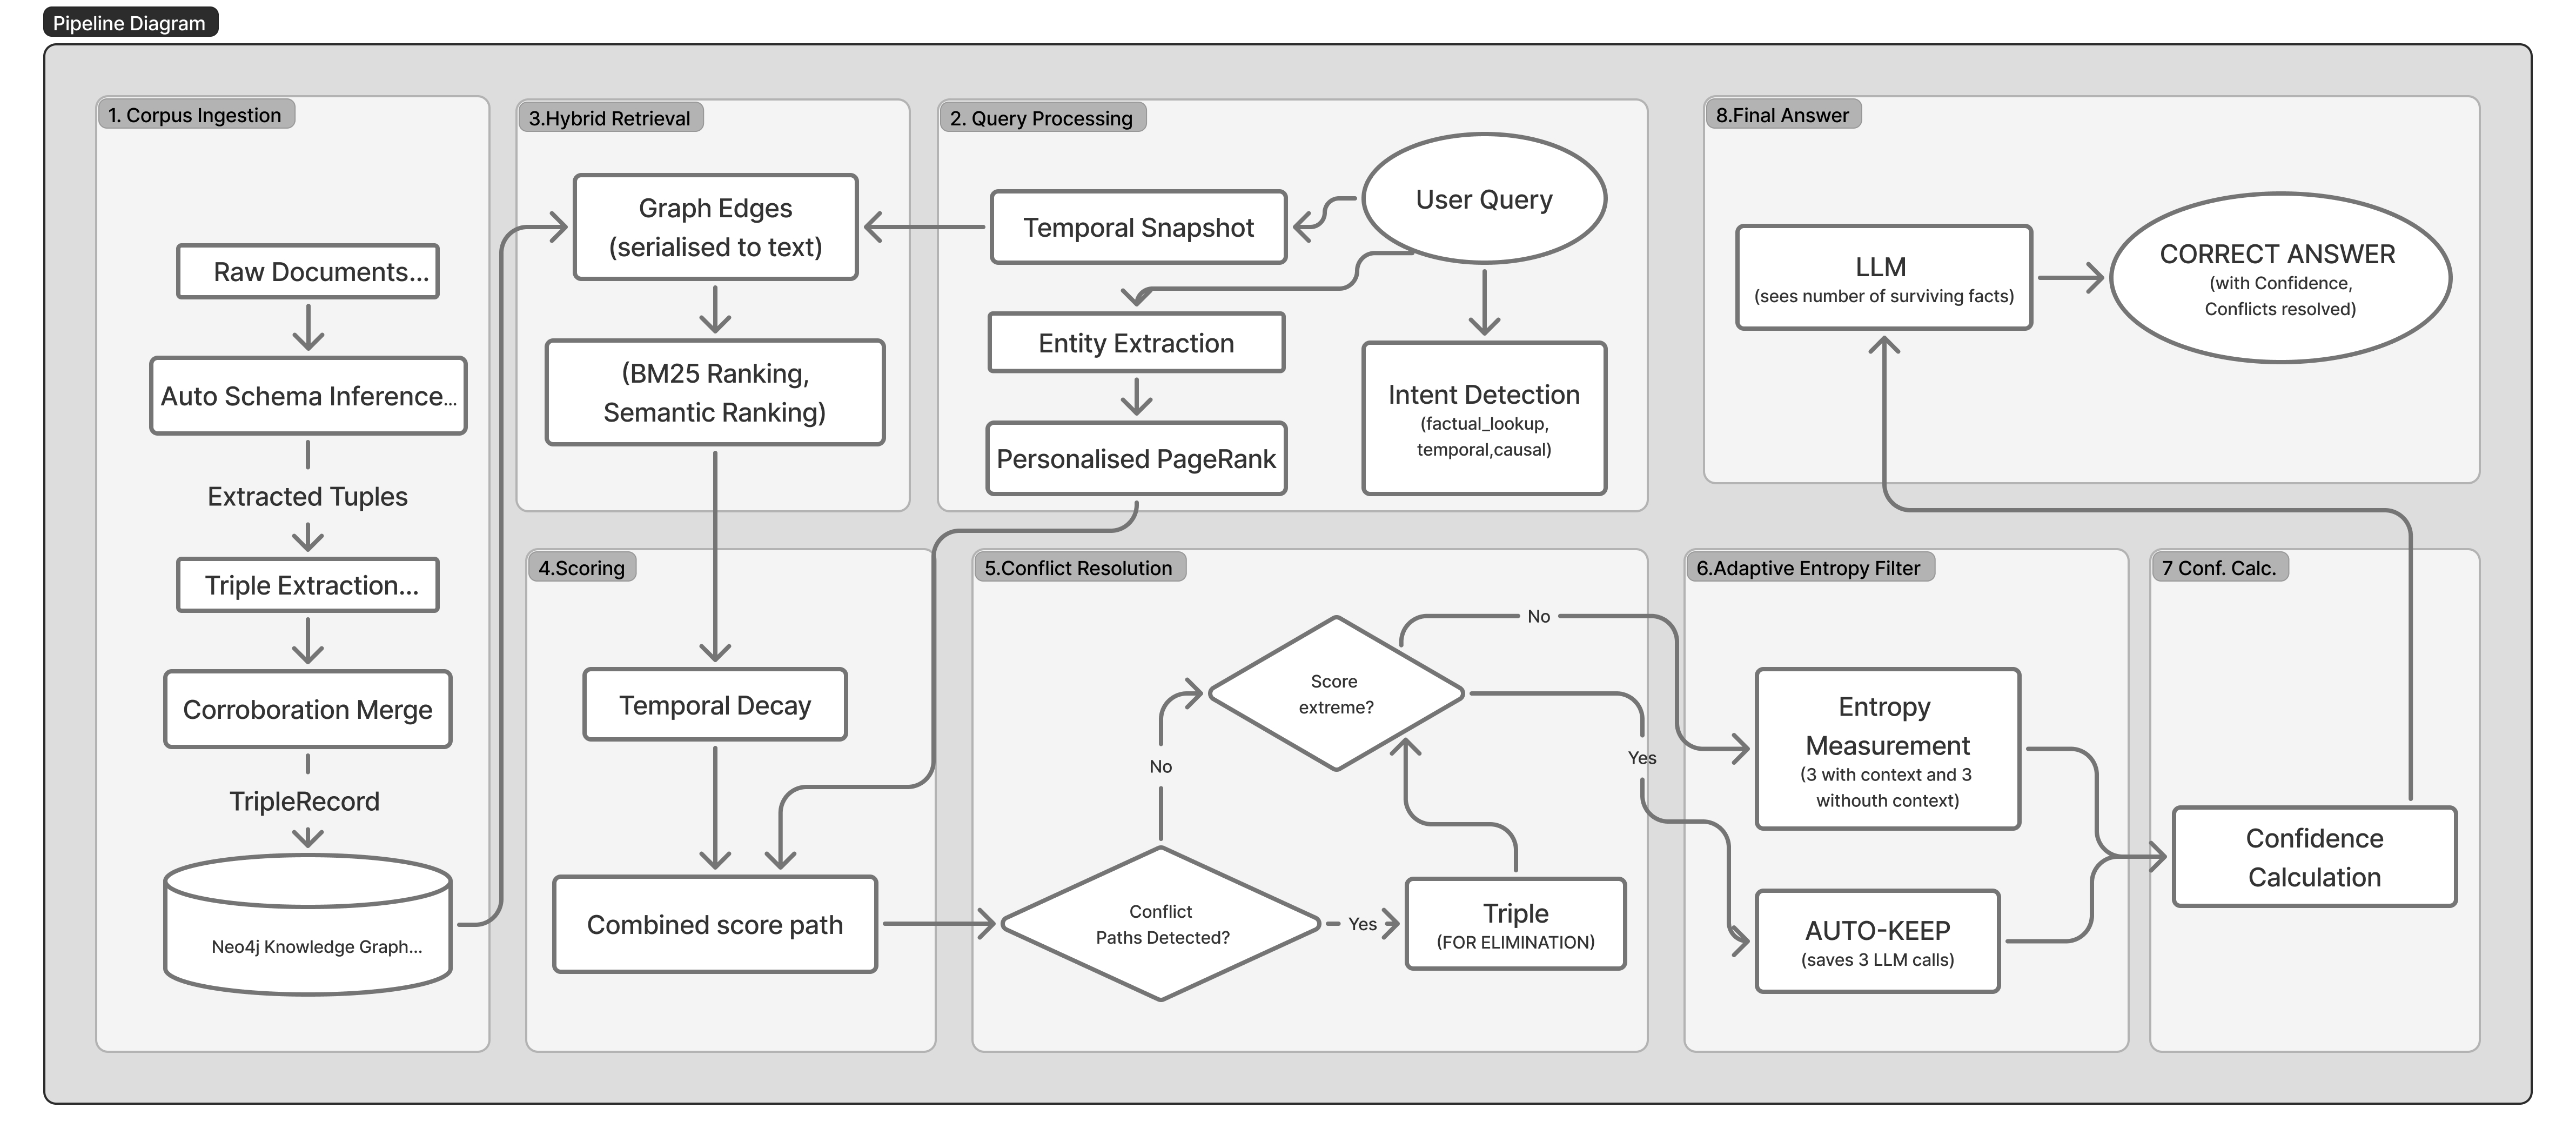 Pipeline Diagram
1. Corpus Ingestion
Raw Documents...
Auto Schema Inference...
Extracted Tuples
Triple Extraction...
Corroboration Merge
TripleRecord
Neo4j Knowledge Graph...
3.Hybrid Retrieval
Graph Edges
(serialised to text)
(BM25 Ranking,
Semantic Ranking)
2. Query Processing
User Query
Temporal Snapshot
Entity Extraction
Personalised PageRank
Intent Detection
(factual_lookup,
temporal,causal)
4.Scoring
Temporal Decay
Combined score path
5.Conflict Resolution
Conflict
Paths Detected?
No
Yes
Triple
(FOR ELIMINATION)
Score
extreme?
No
Yes
6.Adaptive Entropy Filter
Entropy
Measurement
(3 with context and 3
withouth context)
AUTO-KEEP
(saves 3 LLM calls)
7 Conf. Calc.
Confidence
Calculation
8.Final Answer
LLM
(sees number of surviving facts)
CORRECT ANSWER
(with Confidence,
Conflicts resolved)